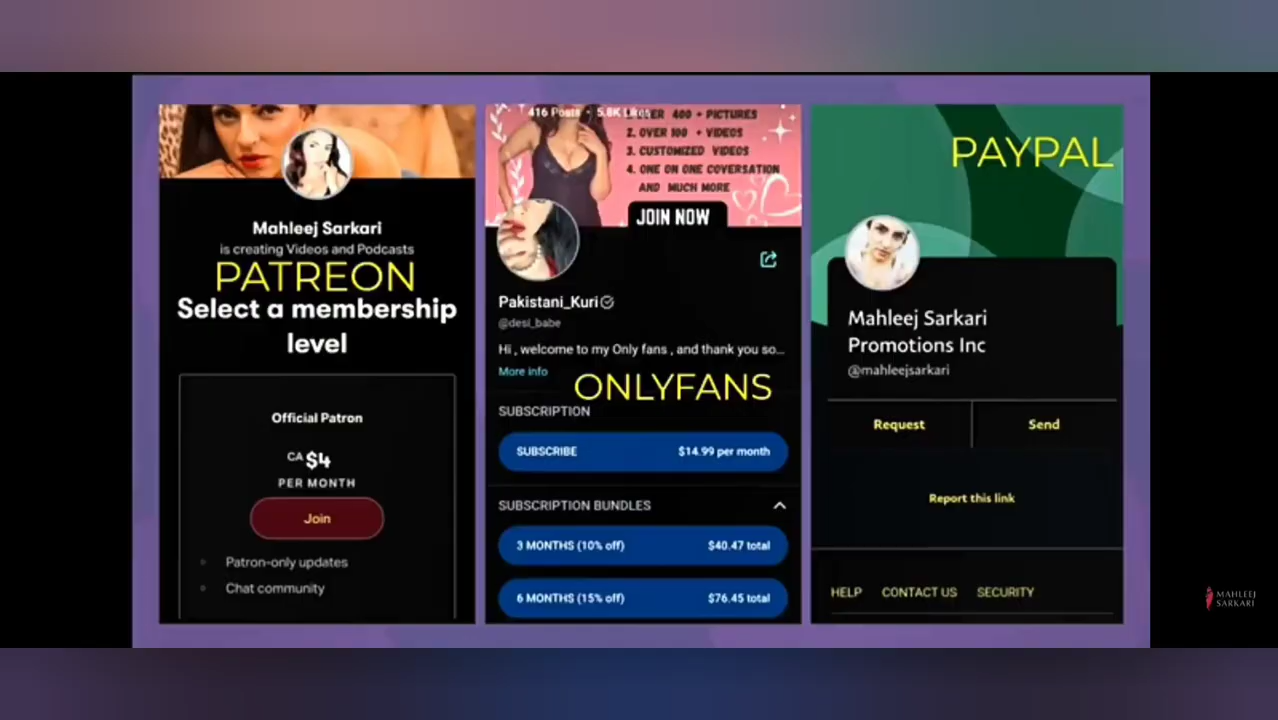 Mahleej Sarkari
is creating Videos and Podcasts
PATREON
Select a membership
level
Official Patron
CA $4
PER MONTH
Join
Patron-only updates
Chat community
416 Posts • 5.8K Likes
OVER 400 + PICTURES
2. OVER 100 + VIDEOS
3. CUSTOMIZED VIDEOS
4. ONE ON ONE COVERSATION
AND MUCH MORE
JOIN NOW
Pakistani_Kuri
@desi_babe
Hi , welcome to my Only fans , and thank you so...
More info
ONLYFANS
SUBSCRIPTION
SUBSCRIBE $14.99 per month
SUBSCRIPTION BUNDLES
3 MONTHS (10% off) $40.47 total
6 MONTHS (15% off) $76.45 total
PAYPAL
Mahleej Sarkari
Promotions Inc
@mahleejsarkari
Request Send
Report this link
HELP CONTACT US SECURITY
MAHLEEJ
SARKARI